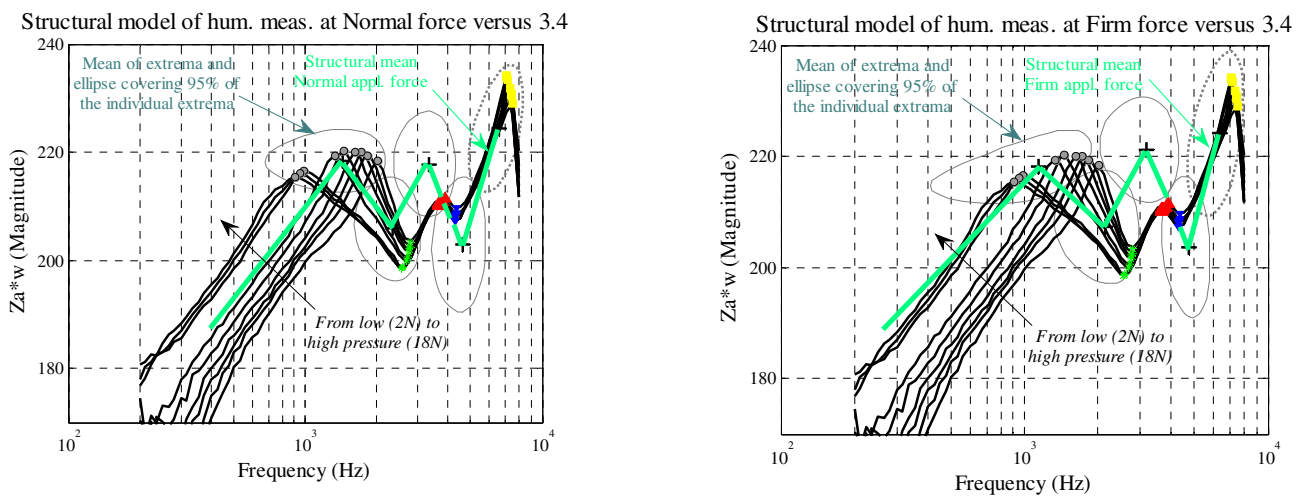 Structural model of hum. meas. at Normal force versus 3.4
240
220
200
180
Za*w (Magnitude)
Mean of extrema and
ellipse covering 95% of
the individual extrema
Structural mean
Normal appl. force
From low (2N) to
high pressure (18N)
10^2
10^3
10^4
Frequency (Hz)
Structural model of hum. meas. at Firm force versus 3.4
240
220
200
180
Za*w (Magnitude)
Mean of extrema and
ellipse covering 95% of
the individual extrema
Structural mean
Firm appl. force
From low (2N) to
high pressure (18N)
10^2
10^3
10^4
Frequency (Hz)